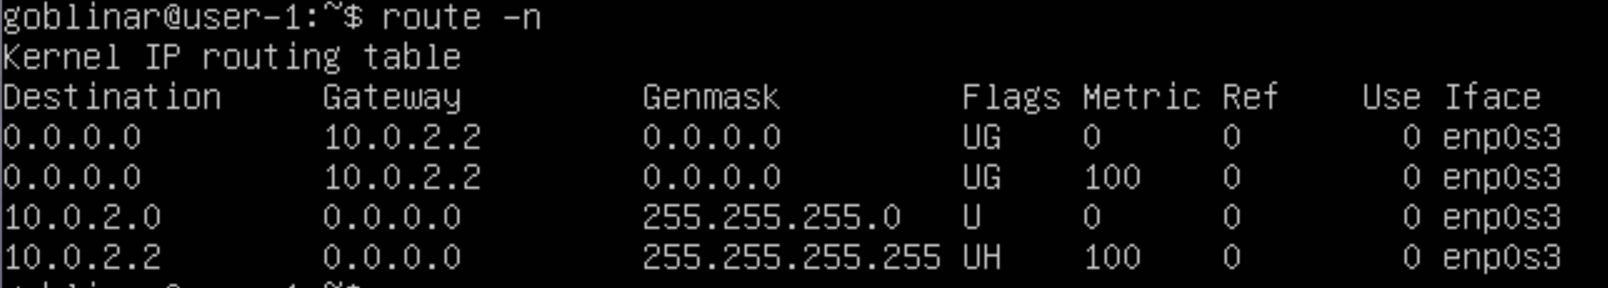 goblinar@user-1:~$ route -n
Kernel IP routing table
Destination Gateway Genmask Flags Metric Ref Use Iface
0.0.0.0 10.0.2.2 0.0.0.0 UG 0 0 0 enp0s3
0.0.0.0 10.0.2.2 0.0.0.0 UG 100 0 0 enp0s3
10.0.2.0 0.0.0.0 255.255.255.0 U 0 0 0 enp0s3
10.0.2.2 0.0.0.0 255.255.255.255 UH 100 0 0 enp0s3